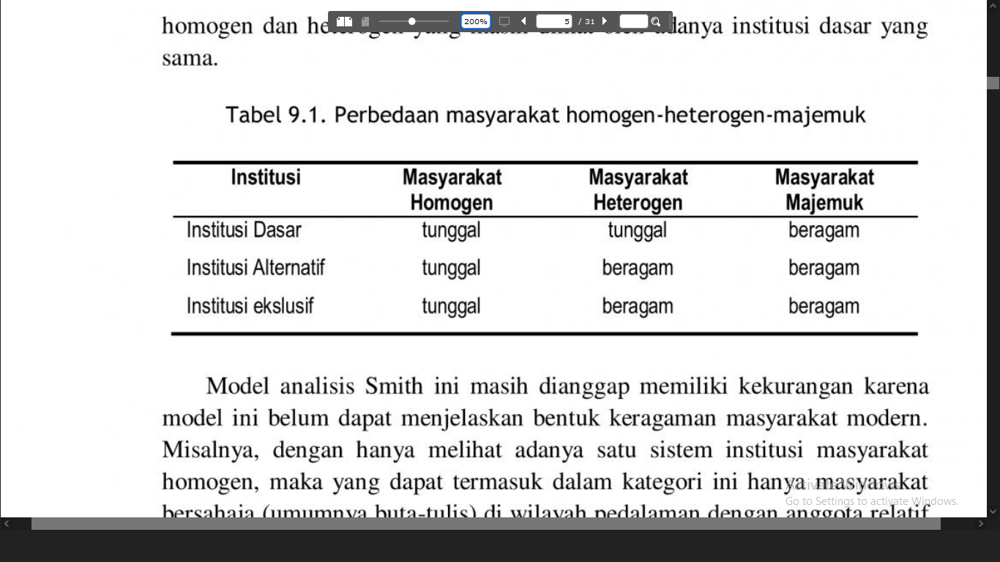 homogen dan adanya institusi dasar yang
200% 5 / 31
sama.
Tabel 9.1. Perbedaan masyarakat homogen-heterogen-majemuk
Institusi Masyarakat Homogen Masyarakat Heterogen Masyarakat Majemuk
Institusi Dasar tunggal tunggal beragam
Institusi Alternatif tunggal beragam beragam
Institusi ekslusif tunggal beragam beragam
Model analisis Smith ini masih dianggap memiliki kekurangan karena
model ini belum dapat menjelaskan bentuk keragaman masyarakat modern.
Misalnya, dengan hanya melihat adanya satu sistem institusi masyarakat
homogen, maka yang dapat termasuk dalam kategori ini hanya masyarakat
bersahaja (umumnya buta-tulis) di wilayah pedalaman dengan anggota relatif
Activate Windows
Go to Settings to activate Windows.